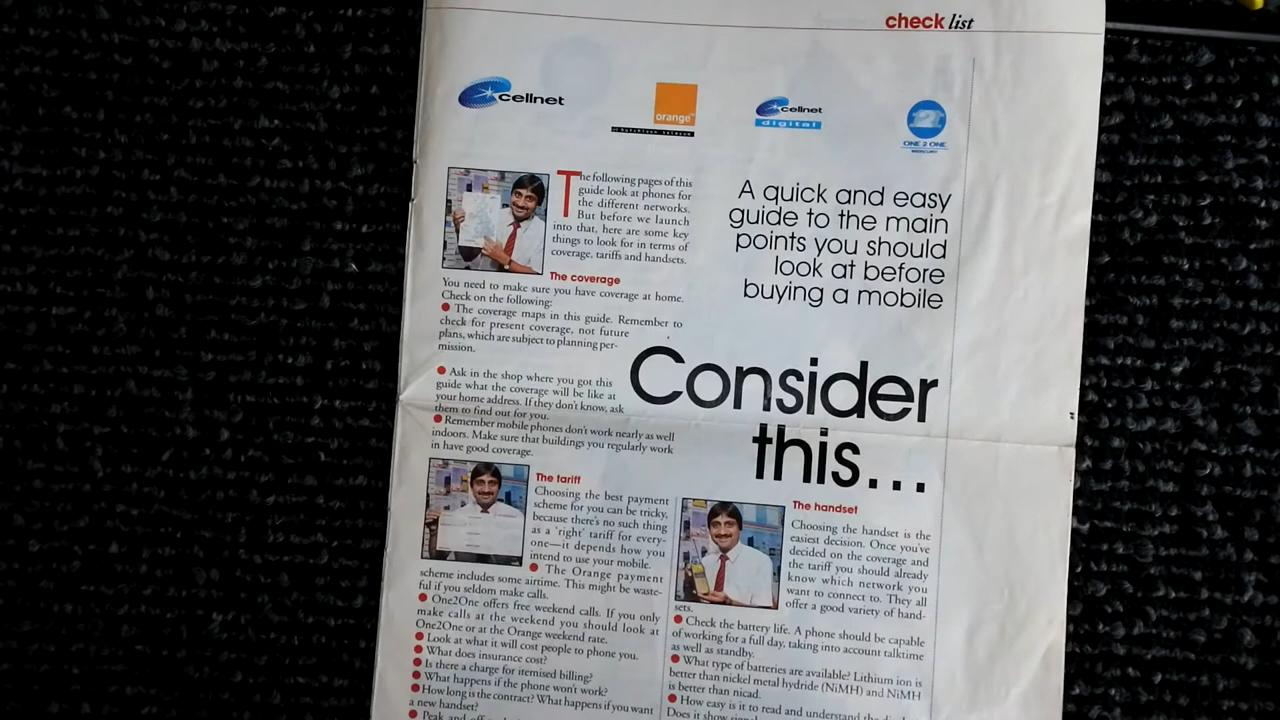 check list
cellnet
orange™
cellnet
digital
ONE 2 ONE
MERCURY
The following pages of this
guide look at phones for
the different networks.
But before we launch
into that, here are some key
things to look for in terms of
coverage, tariffs and handsets.
A quick and easy
guide to the main
points you should
look at before
buying a mobile
Consider
this...
The coverage
You need to make sure you have coverage at home.
Check on the following:
● The coverage maps in this guide. Remember to
check for present coverage, not future
plans, which are subject to planning per-
mission.
● Ask in the shop where you got this
guide what the coverage will be like at
your home address. If they don't know, ask
them to find out for you.
● Remember mobile phones don't work nearly as well
indoors. Make sure that buildings you regularly work
in have good coverage.
The tariff
Choosing the best payment
scheme for you can be tricky,
because there's no such thing
as a 'right' tariff for every-
one—it depends how you
intend to use your mobile.
● The Orange payment
scheme includes some airtime. This might be waste-
ful if you seldom make calls.
● One2One offers free weekend calls. If you only
make calls at the weekend you should look at
One2One or at the Orange weekend rate.
● Look at what it will cost people to phone you.
● What does insurance cost?
● Is there a charge for itemised billing?
● What happens if the phone won't work?
● How long is the contract? What happens if you want
a new handset?
● Peak and
The handset
Choosing the handset is the
easiest decision. Once you've
decided on the coverage and
the tariff you should already
know which network you
want to connect to. They all
offer a good variety of hand-
sets.
● Check the battery life. A phone should be capable
of working for a full day, taking into account talktime
as well as standby.
● What type of batteries are available? Lithium ion is
better than nickel metal hydride (NiMH) and NiMH
is better than nicad.
● How easy is it to read and understand the
Does it show